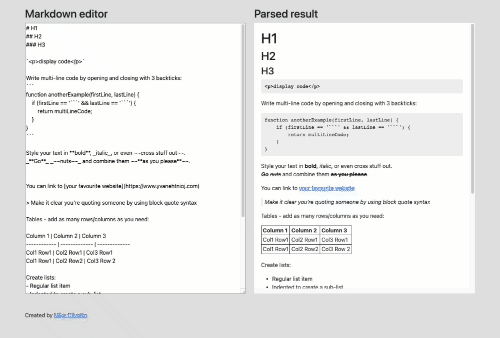 Markdown editor
# H1
## H2
### H3
`<p>display code</p>`
Write multi-line code by opening and closing with 3 backticks:
```
function anotherExample(firstLine, lastLine) {
if (firstLine == '```' && lastLine == '```') {
return multiLineCode;
}
}
```
Style your text in **bold**, _italic_, or even ~~cross stuff out~~.
_**Go**_ _~~nuts~~_ and combine them ~~**as you please**~~.
You can link to [your favourite website]
> Make it clear you're quoting someone by using block quote syntax
Tables - add as many rows/columns as you need:
Column 1 | Column 2 | Column 3
------------ | ------------- | -------------
Col1 Row1 | Col2 Row1 | Col3 Row1
Col1 Row2 | Col2 Row2 | Col3 Row 2
Create lists:
- Regular list item
- Indented to create a sub-list
Created by
Parsed result
H1
H2
H3
<p>display code</p>
Write multi-line code by opening and closing with 3 backticks:
function anotherExample(firstLine, lastLine) {
if (firstLine == '```' && lastLine == '```') {
return multiLineCode;
}
}
Style your text in bold, italic, or even cross stuff out.
Go nuts and combine them as you please.
You can link to your favourite website
Make it clear you're quoting someone by using block quote syntax
Tables - add as many rows/columns as you need:
Column 1 Column 2 Column 3
Col1 Row1 Col2 Row1 Col3 Row1
Col1 Row2 Col2 Row2 Col3 Row 2
Create lists:
Regular list item
Indented to create a sub-list